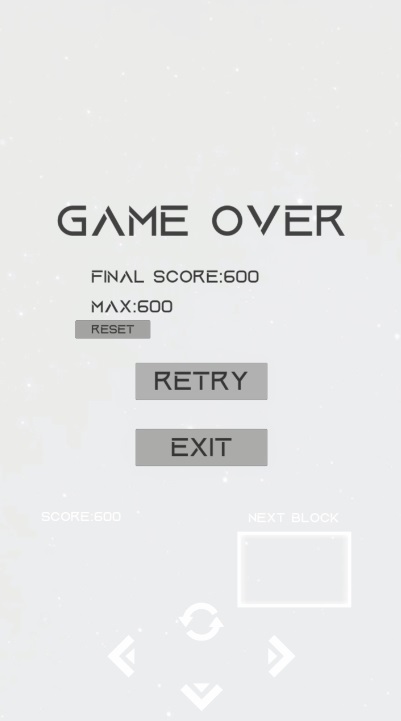 GAME OVER
FINAL SCORE:600
MAX:600
RESET
RETRY
EXIT
SCORE:600
NEXT BLOCK